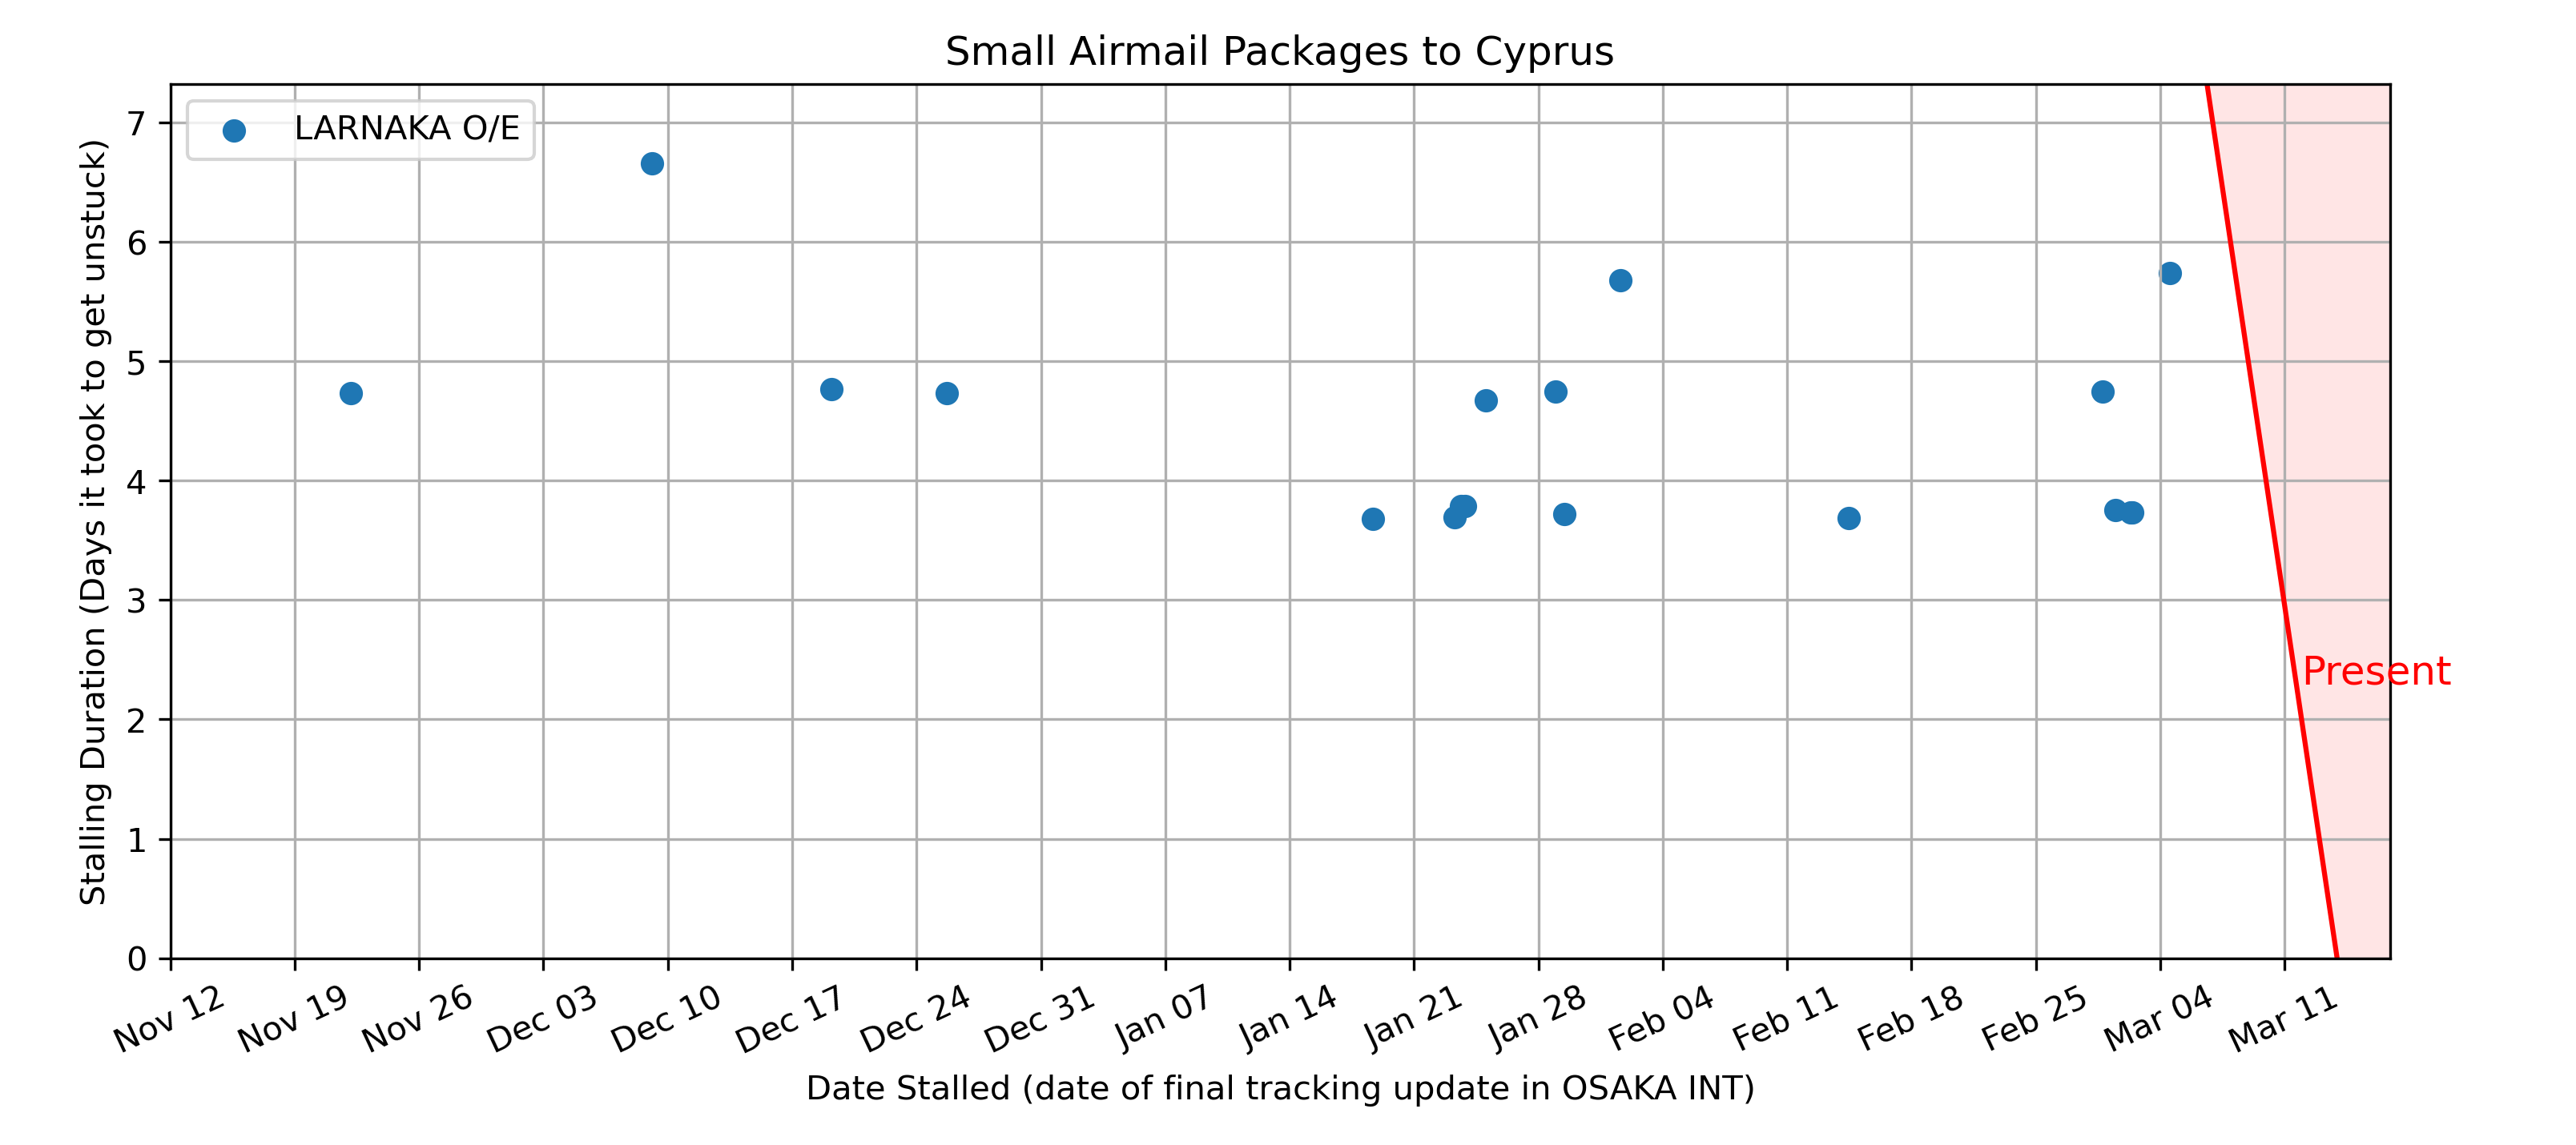 Small Airmail Packages to Cyprus
LARNAKA O/E
Stalling Duration (Days it took to get unstuck)
7
6
5
4
3
2
1
0
Present
Nov 12
Nov 19
Nov 26
Dec 03
Dec 10
Dec 17
Dec 24
Dec 31
Jan 07
Jan 14
Jan 21
Jan 28
Feb 04
Feb 11
Feb 18
Feb 25
Mar 04
Mar 11
Date Stalled (date of final tracking update in OSAKA INT)